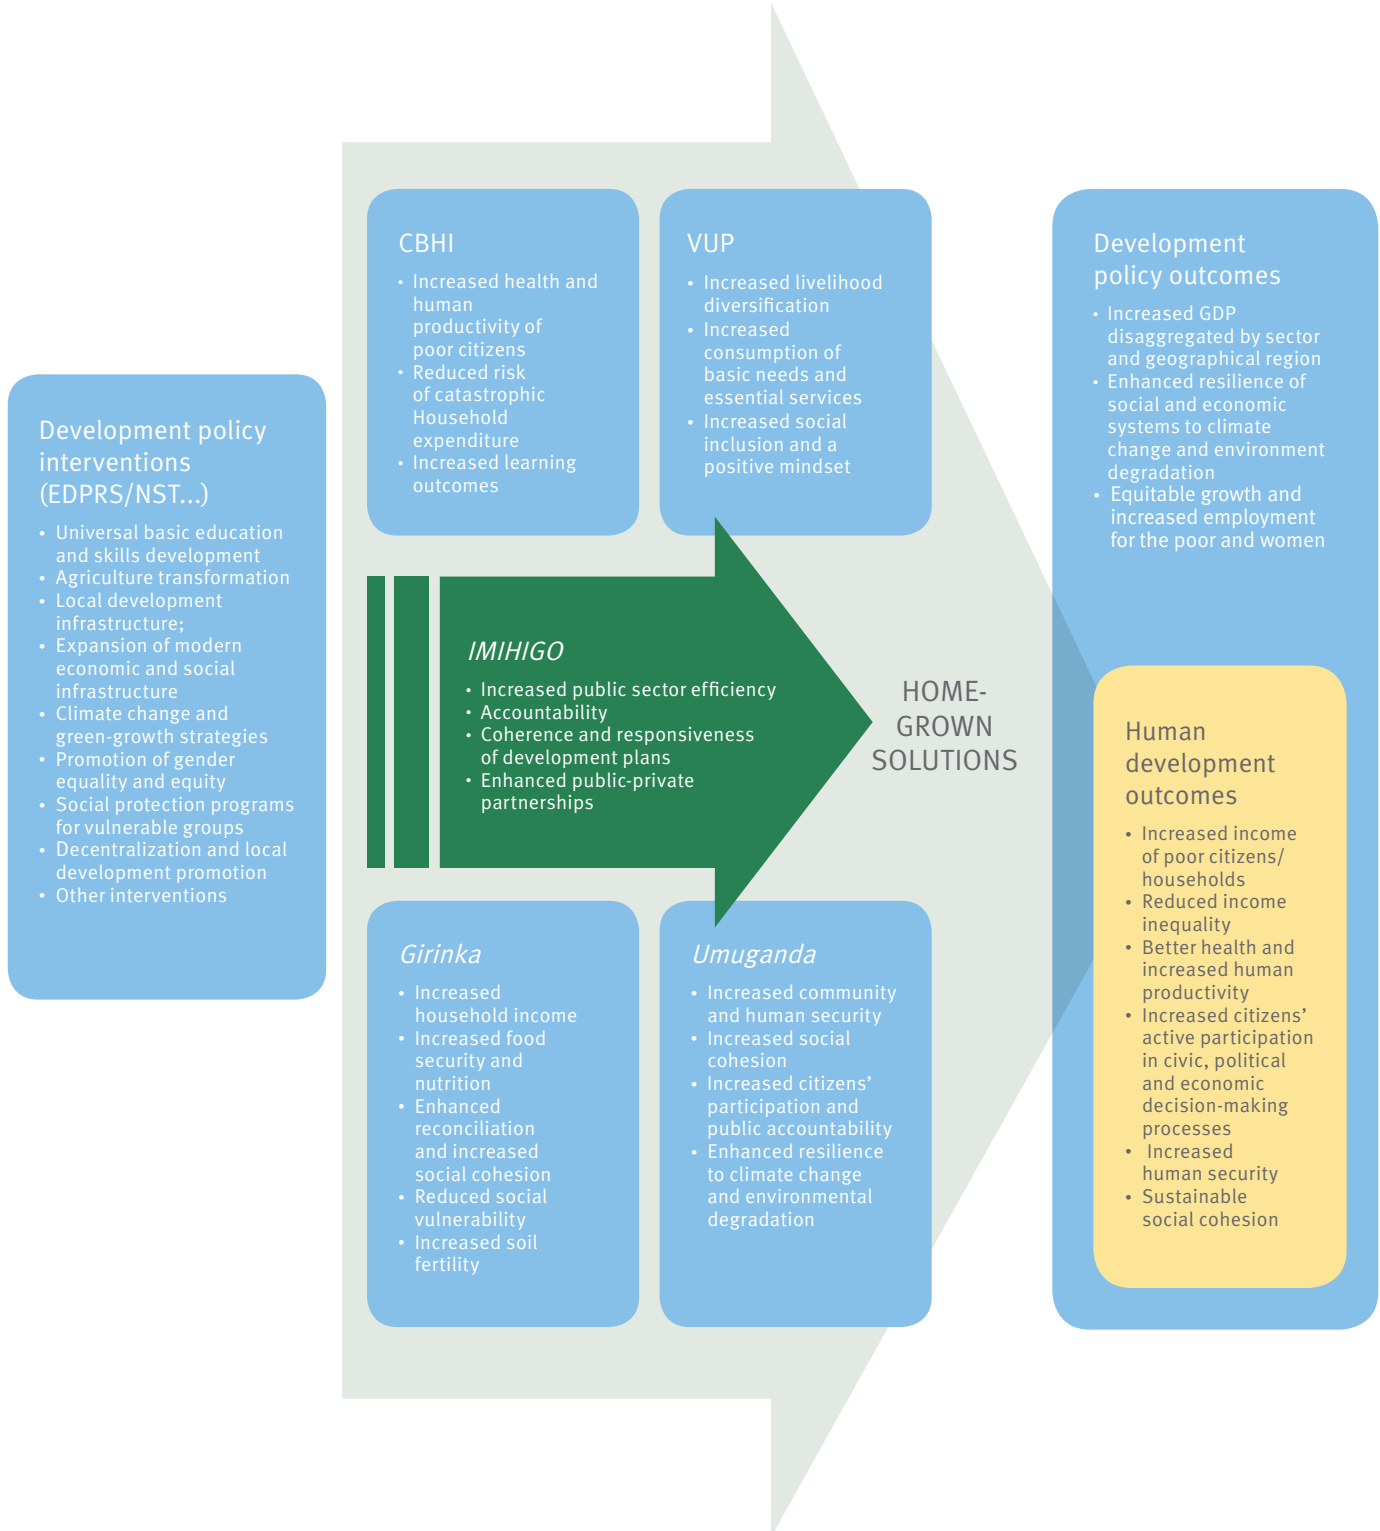 Development policy
interventions
(EDPRS/NST...)
• Universal basic education
and skills development
• Agriculture transformation
• Local development
infrastructure;
• Expansion of modern
economic and social
infrastructure
• Climate change and
green-growth strategies
• Promotion of gender
equality and equity
• Social protection programs
for vulnerable groups
• Decentralization and local
development promotion
• Other interventions
CBHI
• Increased health and
human
productivity of
poor citizens
• Reduced risk
of catastrophic
Household
expenditure
• Increased learning
outcomes
VUP
• Increased livelihood
diversification
• Increased
consumption of
basic needs and
essential services
• Increased social
inclusion and a
positive mindset
IMIHIGO
• Increased public sector efficiency
• Accountability
• Coherence and responsiveness
of development plans
• Enhanced public-private
partnerships
HOME-
GROWN
SOLUTIONS
Girinka
• Increased
household income
• Increased food
security and
nutrition
• Enhanced
reconciliation
and increased
social cohesion
• Reduced social
vulnerability
• Increased soil
fertility
Umuganda
• Increased community
and human security
• Increased social
cohesion
• Increased citizens’
participation and
public accountability
• Enhanced resilience
to climate change
and environmental
degradation
Development
policy outcomes
• Increased GDP
disaggregated by sector
and geographical region
• Enhanced resilience of
social and economic
systems to climate
change and environment
degradation
• Equitable growth and
increased employment
for the poor and women
Human
development
outcomes
• Increased income
of poor citizens/
households
• Reduced income
inequality
• Better health and
increased human
productivity
• Increased citizens’
active participation
in civic, political
and economic
decision-making
processes
• Increased
human security
• Sustainable
social cohesion